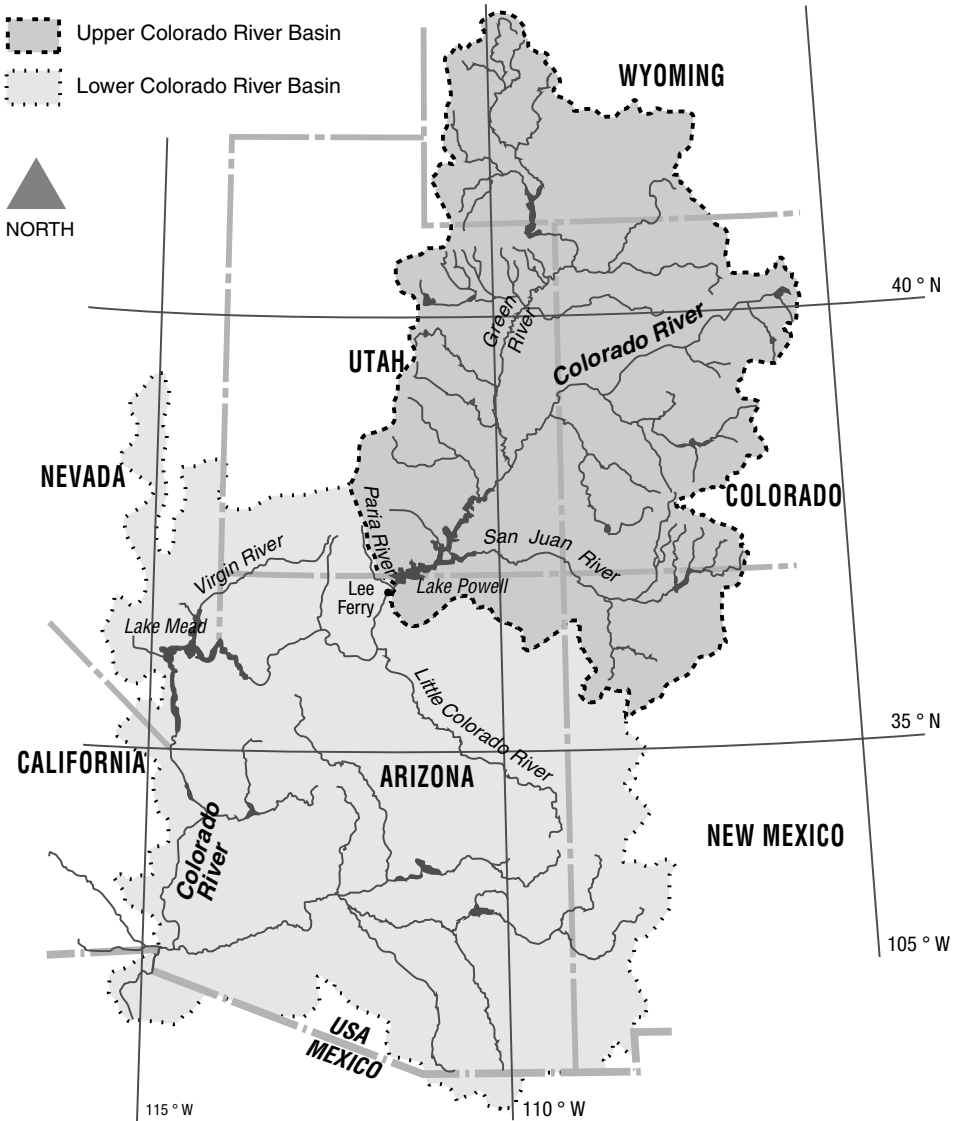 Upper Colorado River Basin
Lower Colorado River Basin
NORTH
WYOMING
40 ° N
Green
River
Colorado River
UTAH
NEVADA
COLORADO
Paria River
San Juan River
Virgin River
Lake Powell
Lee
Ferry
Lake Mead
Little Colorado River
35 ° N
CALIFORNIA
ARIZONA
NEW MEXICO
Colorado
River
105 ° W
USA
MEXICO
115 ° W
110 ° W